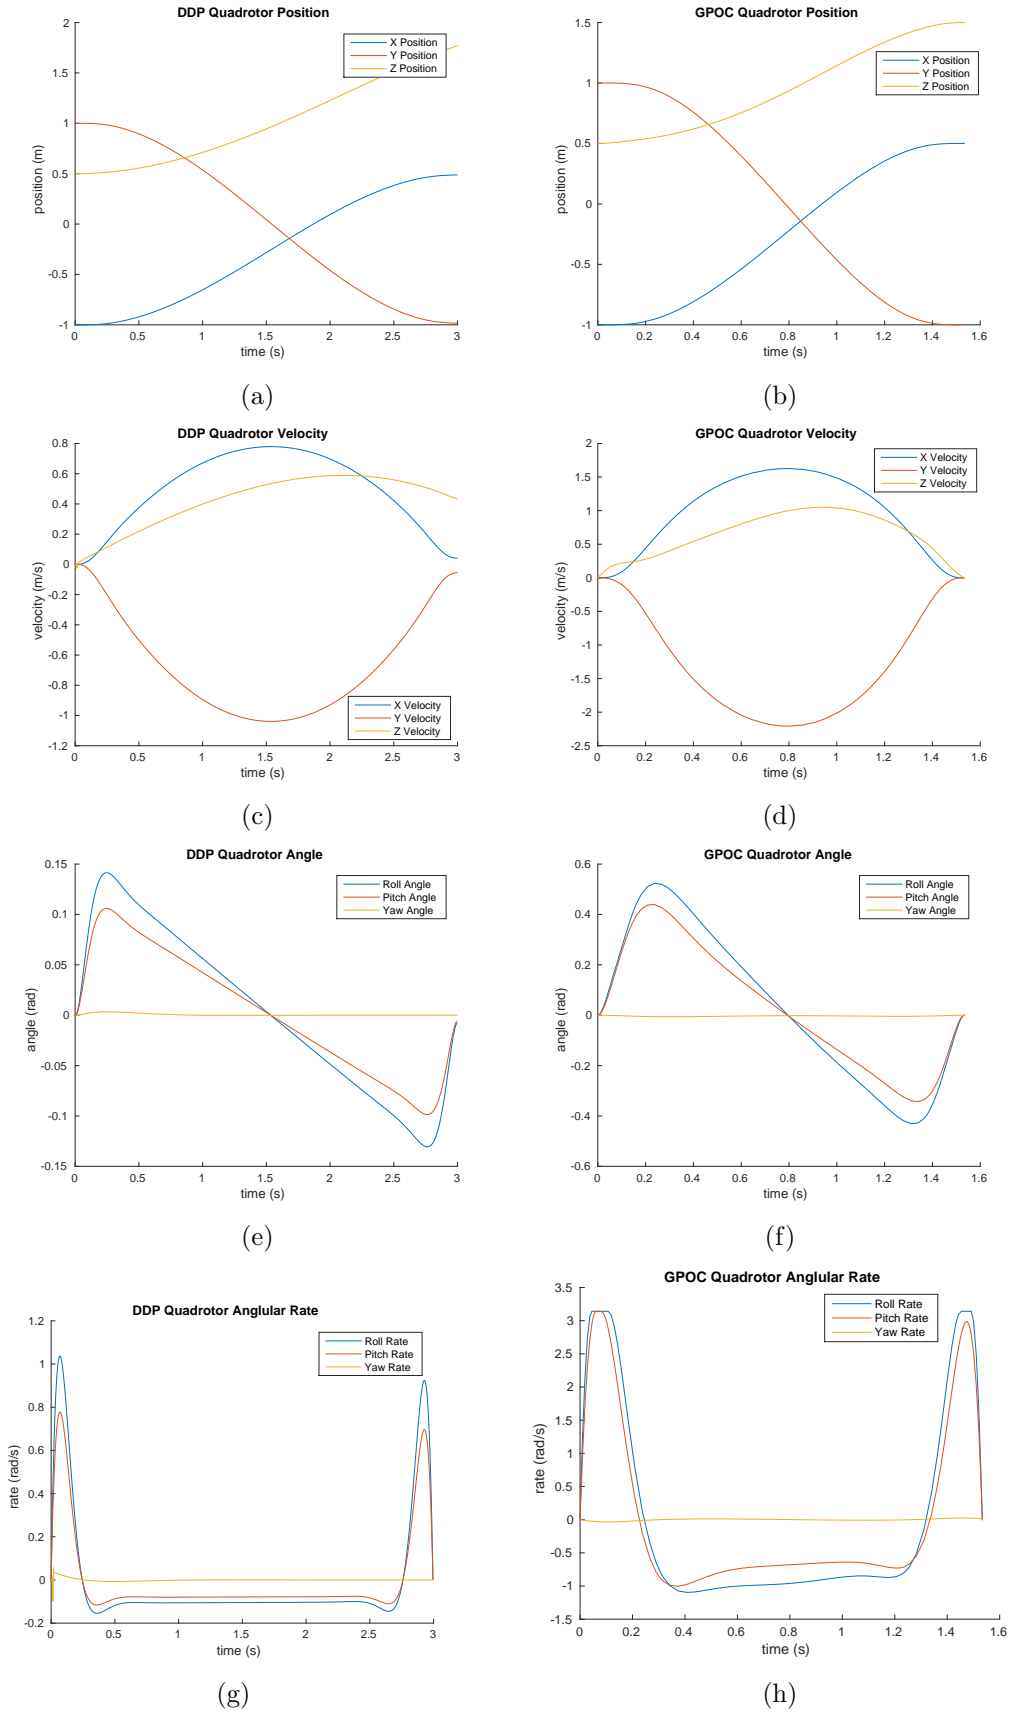 DDP Quadrotor Position
2
1.5
1
0.5
0
-0.5
-1
position (m)
X Position
Y Position
Z Position
0 0.5 1 1.5 2 2.5 3
time (s)
(a)
GPOC Quadrotor Position
1.5
1
0.5
0
-0.5
-1
position (m)
X Position
Y Position
Z Position
0 0.2 0.4 0.6 0.8 1 1.2 1.4 1.6
time (s)
(b)
DDP Quadrotor Velocity
0.8
0.6
0.4
0.2
0
-0.2
-0.4
-0.6
-0.8
-1
-1.2
velocity (m/s)
X Velocity
Y Velocity
Z Velocity
0 0.5 1 1.5 2 2.5 3
time (s)
(c)
GPOC Quadrotor Velocity
2
1.5
1
0.5
0
-0.5
-1
-1.5
-2
-2.5
velocity (m/s)
X Velocity
Y Velocity
Z Velocity
0 0.2 0.4 0.6 0.8 1 1.2 1.4 1.6
time (s)
(d)
DDP Quadrotor Angle
0.15
0.1
0.05
0
-0.05
-0.1
-0.15
angle (rad)
Roll Angle
Pitch Angle
Yaw Angle
0 0.5 1 1.5 2 2.5 3
time (s)
(e)
GPOC Quadrotor Angle
0.6
0.4
0.2
0
-0.2
-0.4
-0.6
angle (rad)
Roll Angle
Pitch Angle
Yaw Angle
0 0.2 0.4 0.6 0.8 1 1.2 1.4 1.6
time (s)
(f)
DDP Quadrotor Anglular Rate
1.2
1
0.8
0.6
0.4
0.2
0
-0.2
rate (rad/s)
Roll Rate
Pitch Rate
Yaw Rate
0 0.5 1 1.5 2 2.5 3
time (s)
(g)
GPOC Quadrotor Anglular Rate
3.5
3
2.5
2
1.5
1
0.5
0
-0.5
-1
-1.5
rate (rad/s)
Roll Rate
Pitch Rate
Yaw Rate
0 0.2 0.4 0.6 0.8 1 1.2 1.4 1.6
time (s)
(h)